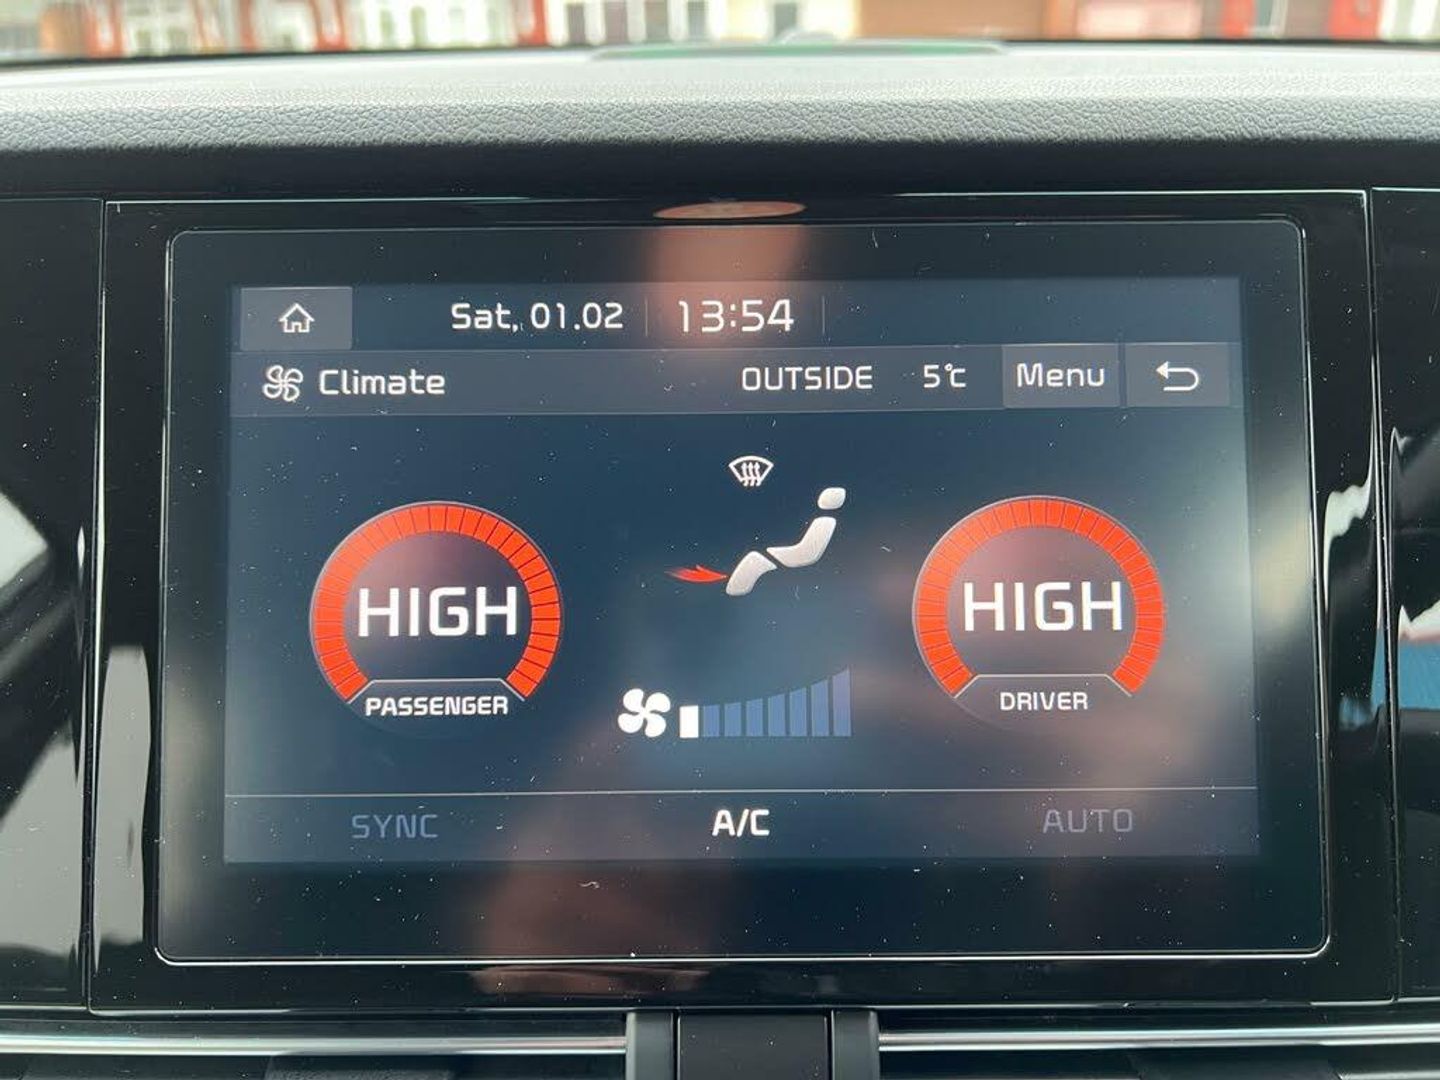 Sat, 01.02 13:54
Climate OUTSIDE 5℃ Menu
HIGH HIGH
PASSENGER DRIVER
SYNC A/C AUTO